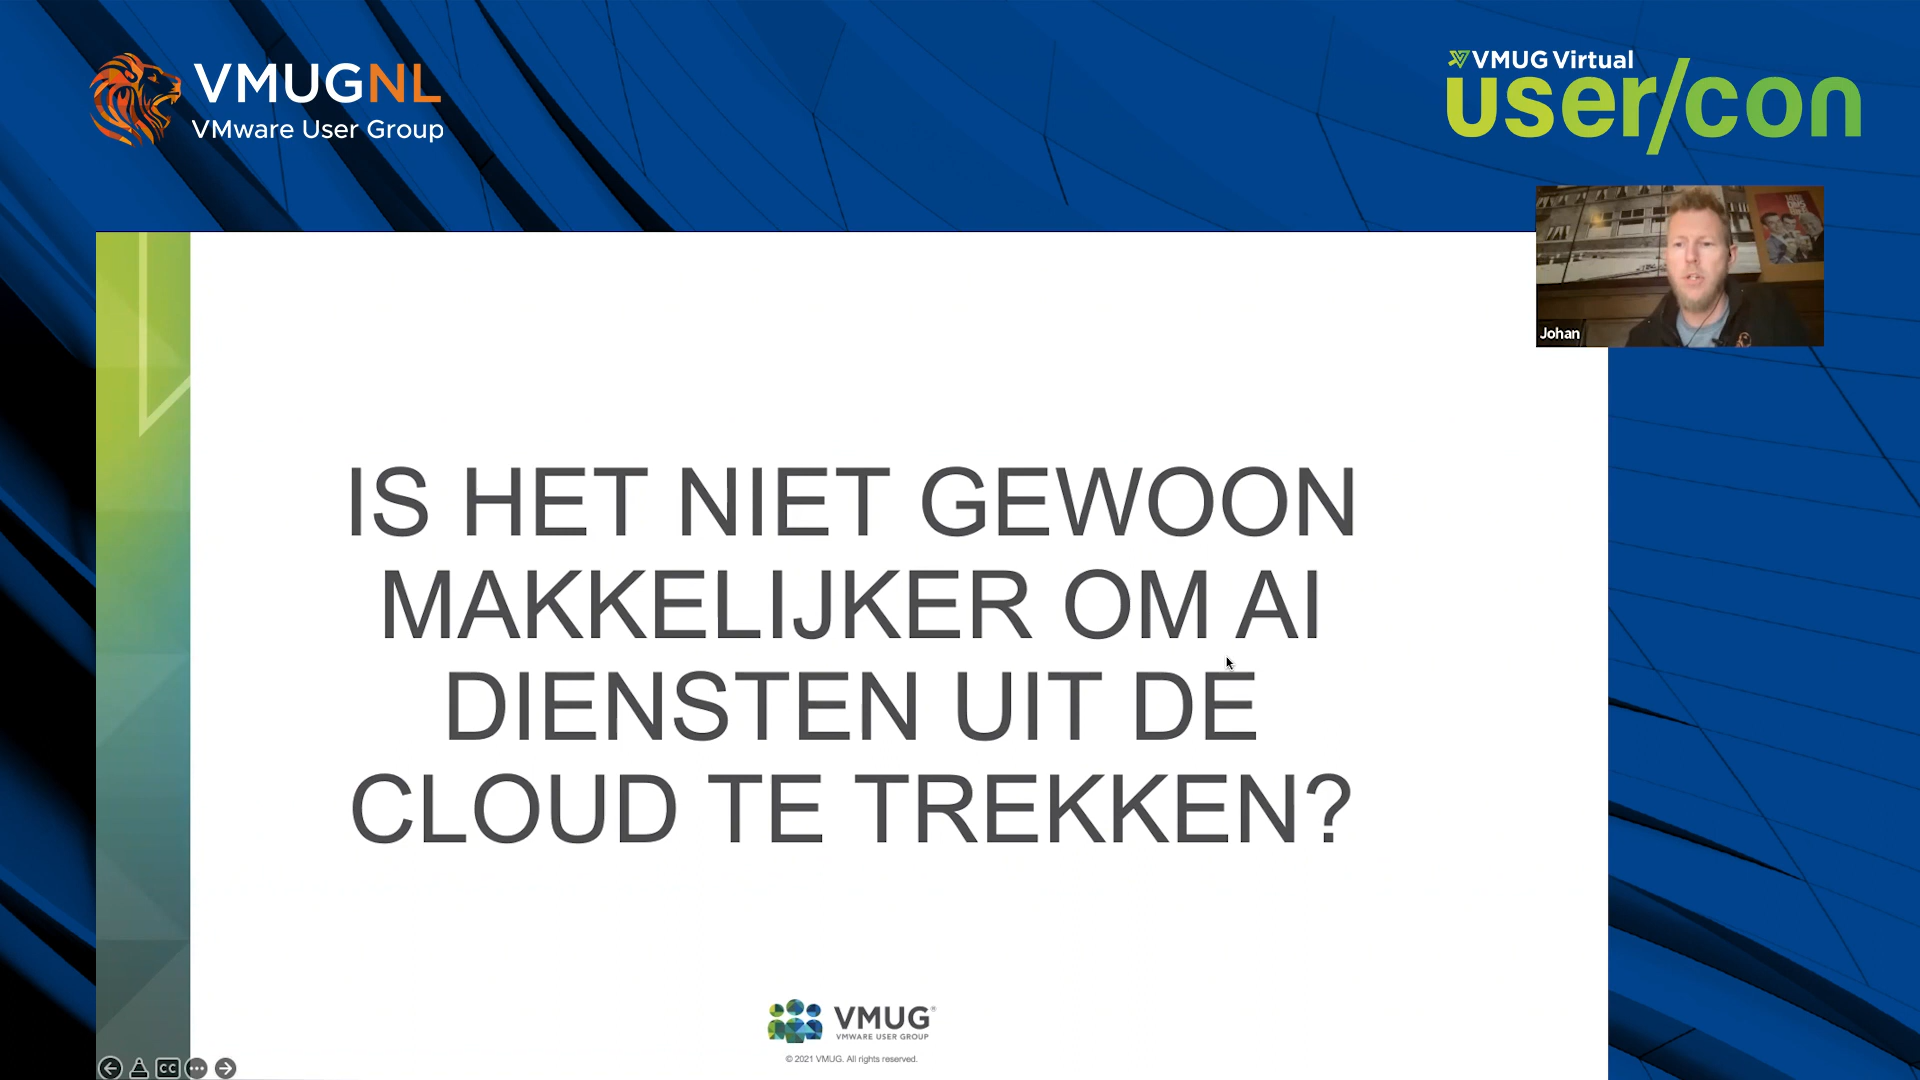 VMUGNL
VMware User Group
VMUG Virtual
user/con
Johan
IS HET NIET GEWOON
MAKKELIJKER OM AI
DIENSTEN UIT DE
CLOUD TE TREKKEN?
VMUG®
VMWARE USER GROUP
© 2021 VMUG. All rights reserved.
CC